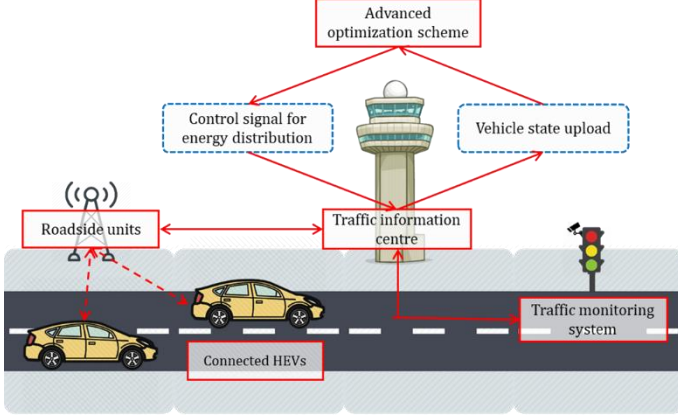 Advanced
optimization scheme
Control signal for
energy distribution
Vehicle state upload
Roadside units
Traffic information
centre
Traffic monitoring
system
Connected HEVs